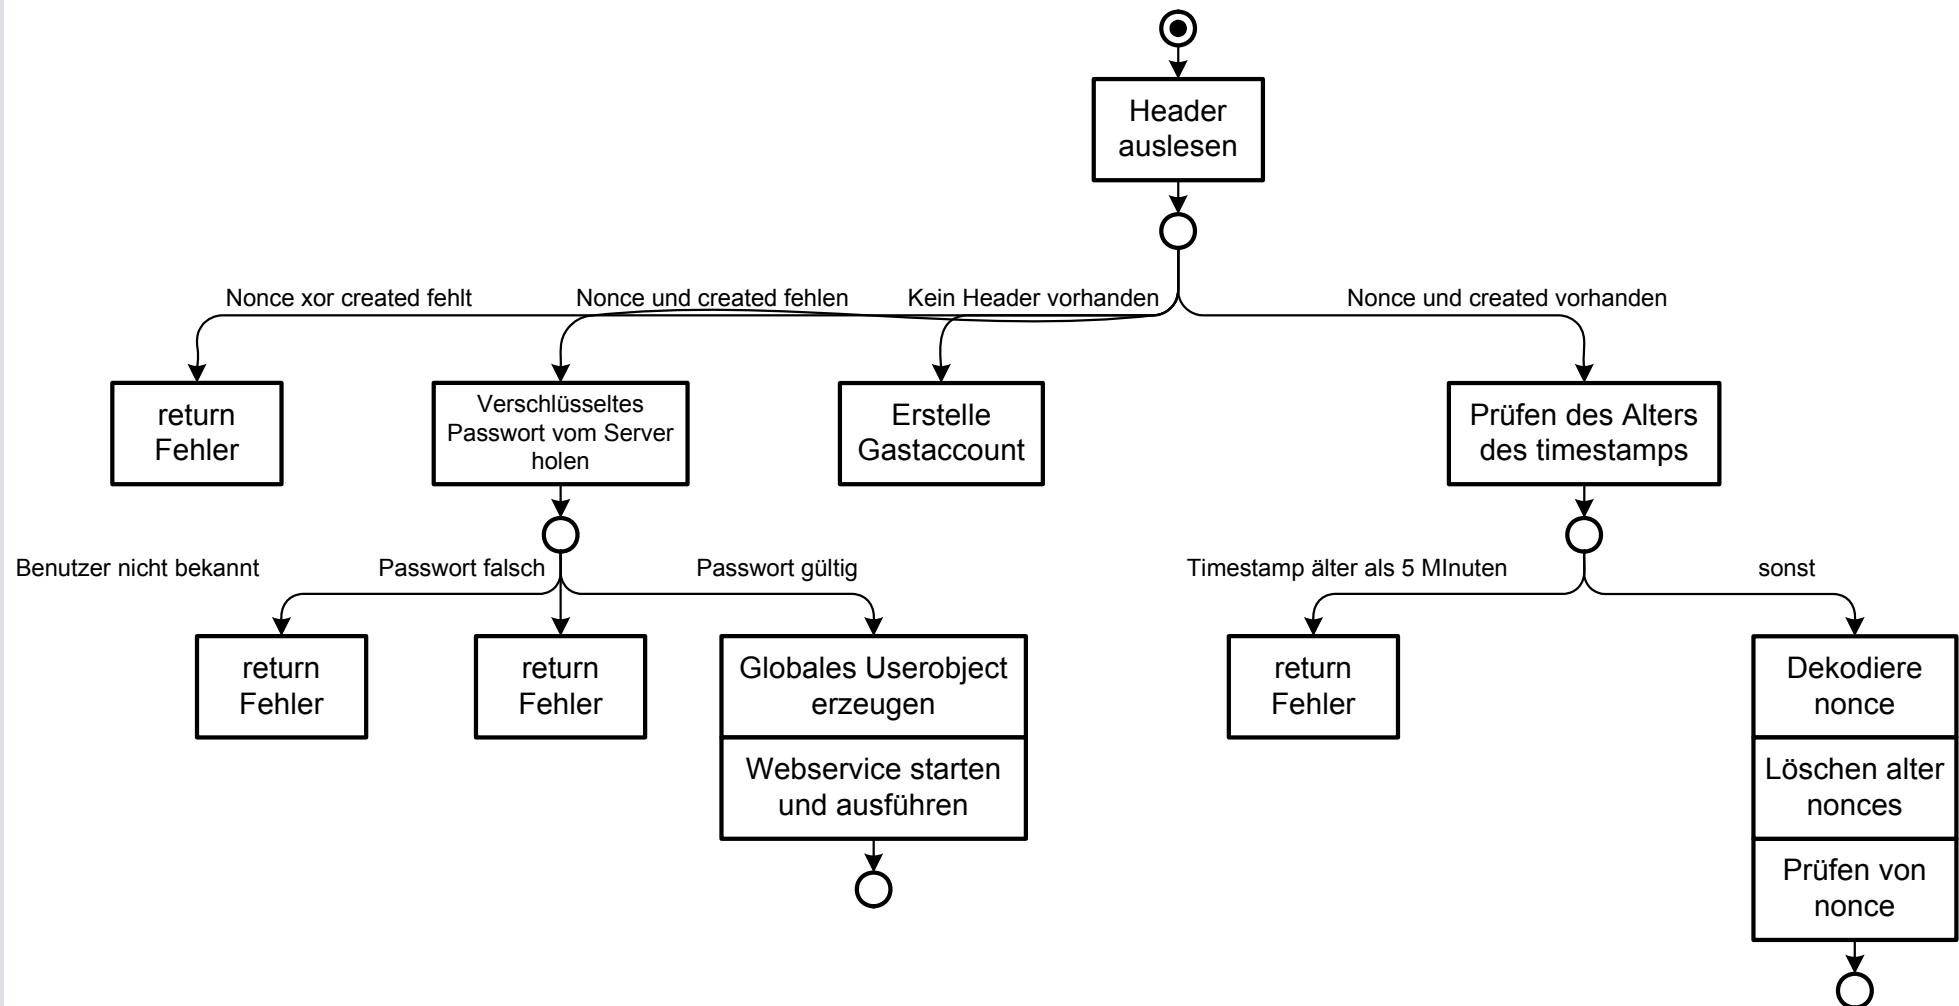 Header
auslesen
Nonce xor created fehlt
Nonce und created fehlen
Kein Header vorhanden
Nonce und created vorhanden
return
Fehler
Verschlüsseltes
Passwort vom Server
holen
Erstelle
Gastaccount
Prüfen des Alters
des timestamps
Benutzer nicht bekannt
Passwort falsch
Passwort gültig
Timestamp älter als 5 MInuten
sonst
return
Fehler
return
Fehler
Globales Userobject
erzeugen
Webservice starten
und ausführen
return
Fehler
Dekodiere
nonce
Löschen alter
nonces
Prüfen von
nonce